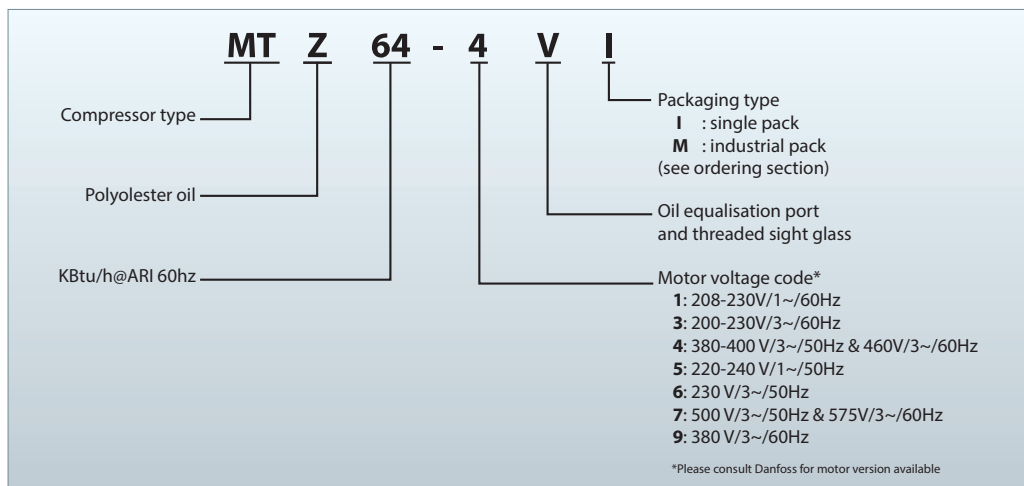 MT Z 64 - 4 V I
Compressor type
Polyolester oil
KBtu/h@ARI 60hz
Packaging type
I : single pack
M : industrial pack
(see ordering section)
Oil equalisation port
and threaded sight glass
Motor voltage code*
1: 208-230V/1~/60Hz
3: 200-230V/3~/60Hz
4: 380-400 V/3~/50Hz & 460V/3~/60Hz
5: 220-240 V/1~/50Hz
6: 230 V/3~/50Hz
7: 500 V/3~/50Hz & 575V/3~/60Hz
9: 380 V/3~/60Hz
*Please consult Danfoss for motor version available